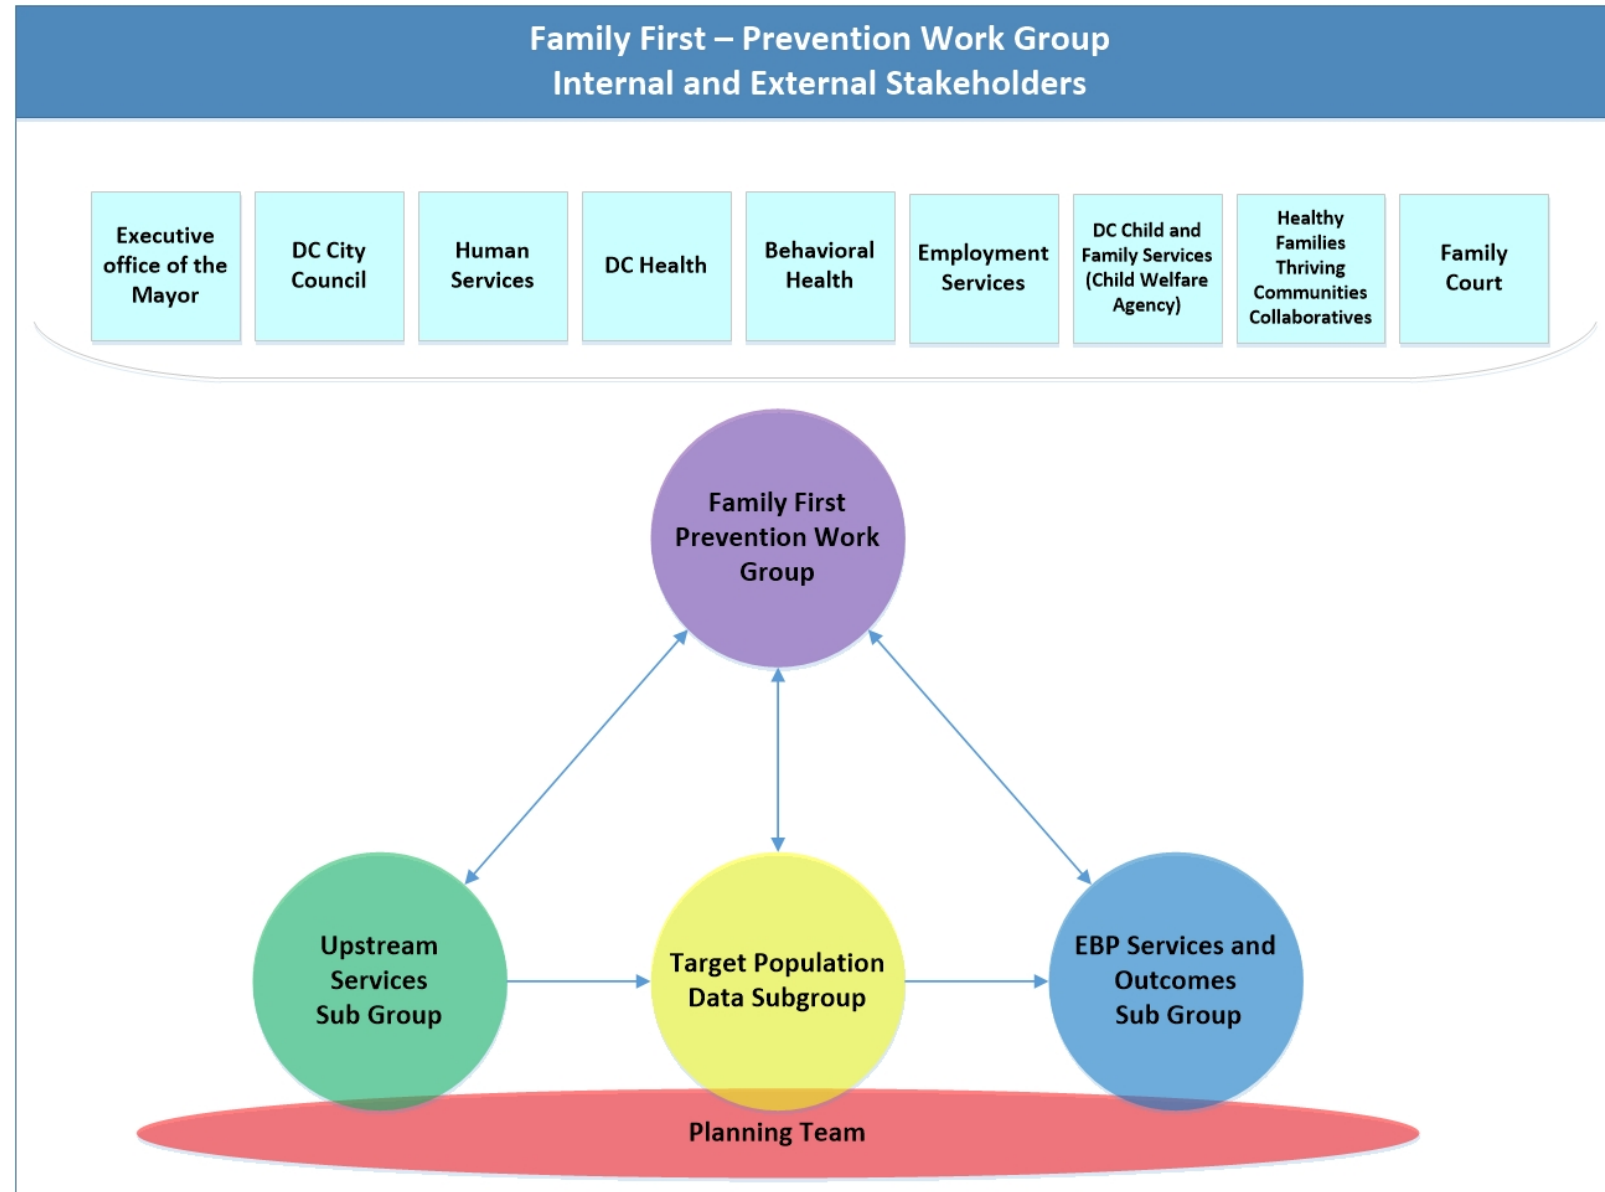 Family First – Prevention Work Group
Internal and External Stakeholders
Executive
office of the
Mayor
DC City
Council
Human
Services
DC Health
Behavioral
Health
Employment
Services
DC Child and
Family Services
(Child Welfare
Agency)
Healthy
Families
Thriving
Communities
Collaboratives
Family
Court
Family First
Prevention Work
Group
Upstream
Services
Sub Group
Target Population
Data Subgroup
EBP Services and
Outcomes
Sub Group
Planning Team